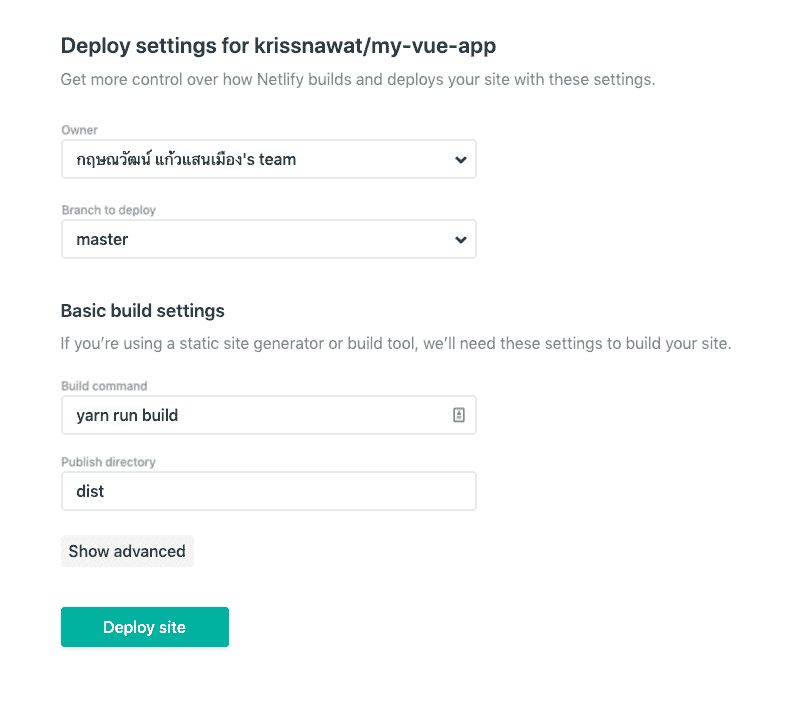 Deploy settings for krissnawat/my-vue-app
Get more control over how Netlify builds and deploys your site with these settings.
Owner
กฤษณวัฒน์ แก้วแสนเมือง's team
Branch to deploy
master
Basic build settings
If you’re using a static site generator or build tool, we’ll need these settings to build your site.
Build command
yarn run build
Publish directory
dist
Show advanced
Deploy site